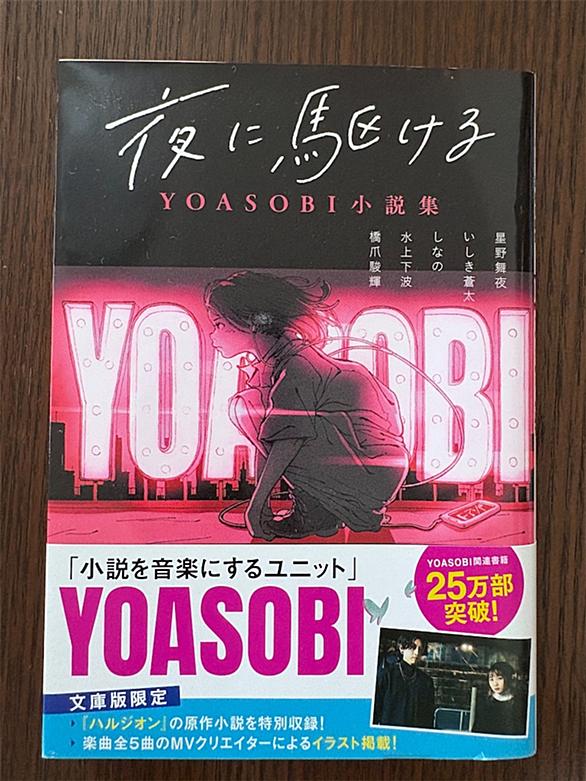 夜に駆ける
YOASOBI小説集
星野舞夜
いしき蒼太
しなの
水上下波
橋爪駿輝
YOASOBI
「小説を音楽にするユニット」
YOASOBI
YOASOBI関連書籍
25万部
突破!
文庫版限定
『ハルジオン』の原作小説を特別収録!
楽曲全5曲のMVクリエイターによるイラスト掲載!